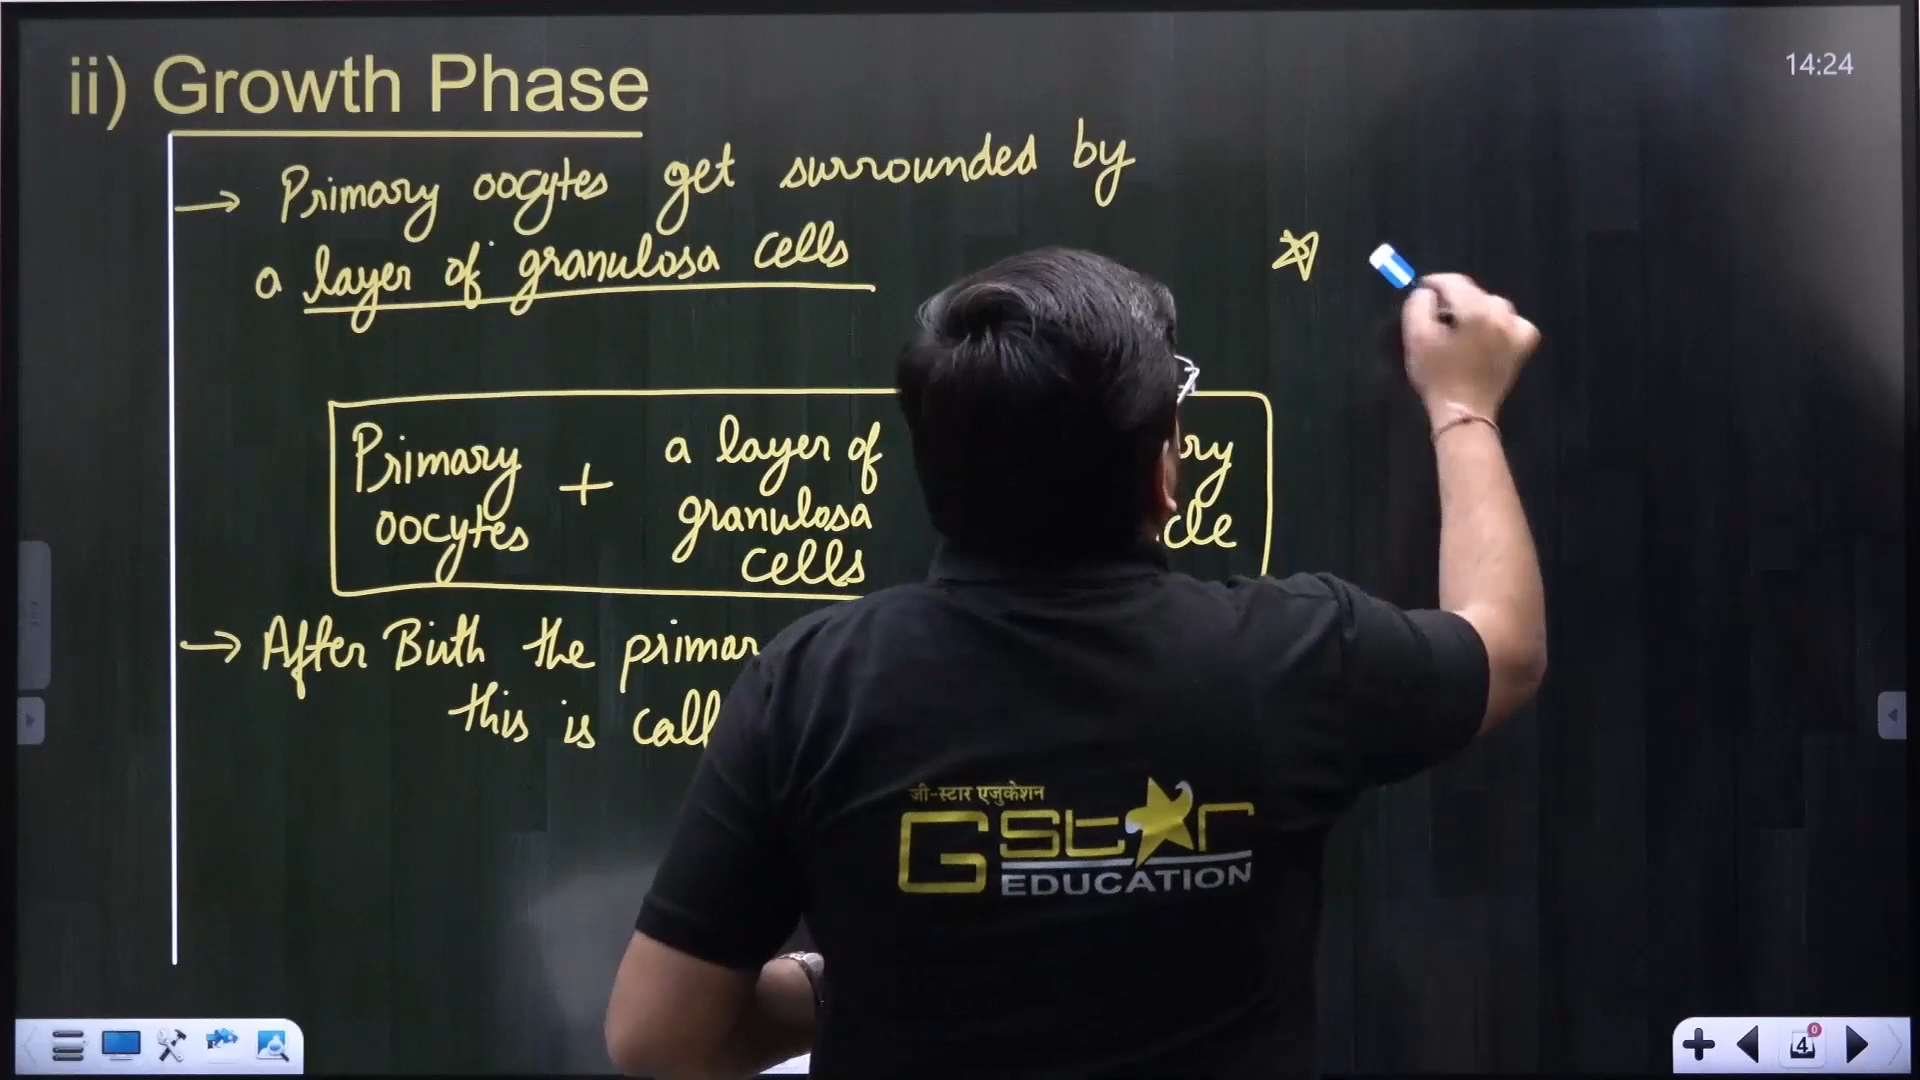 ii) Growth Phase
14:24
→ Primary oocytes get surrounded by
a layer of granulosa cells
Primary oocytes + a layer of granulosa cells
→ After Birth the
this is
जी-स्टार एजुकेशन
GStar
EDUCATION
4
0